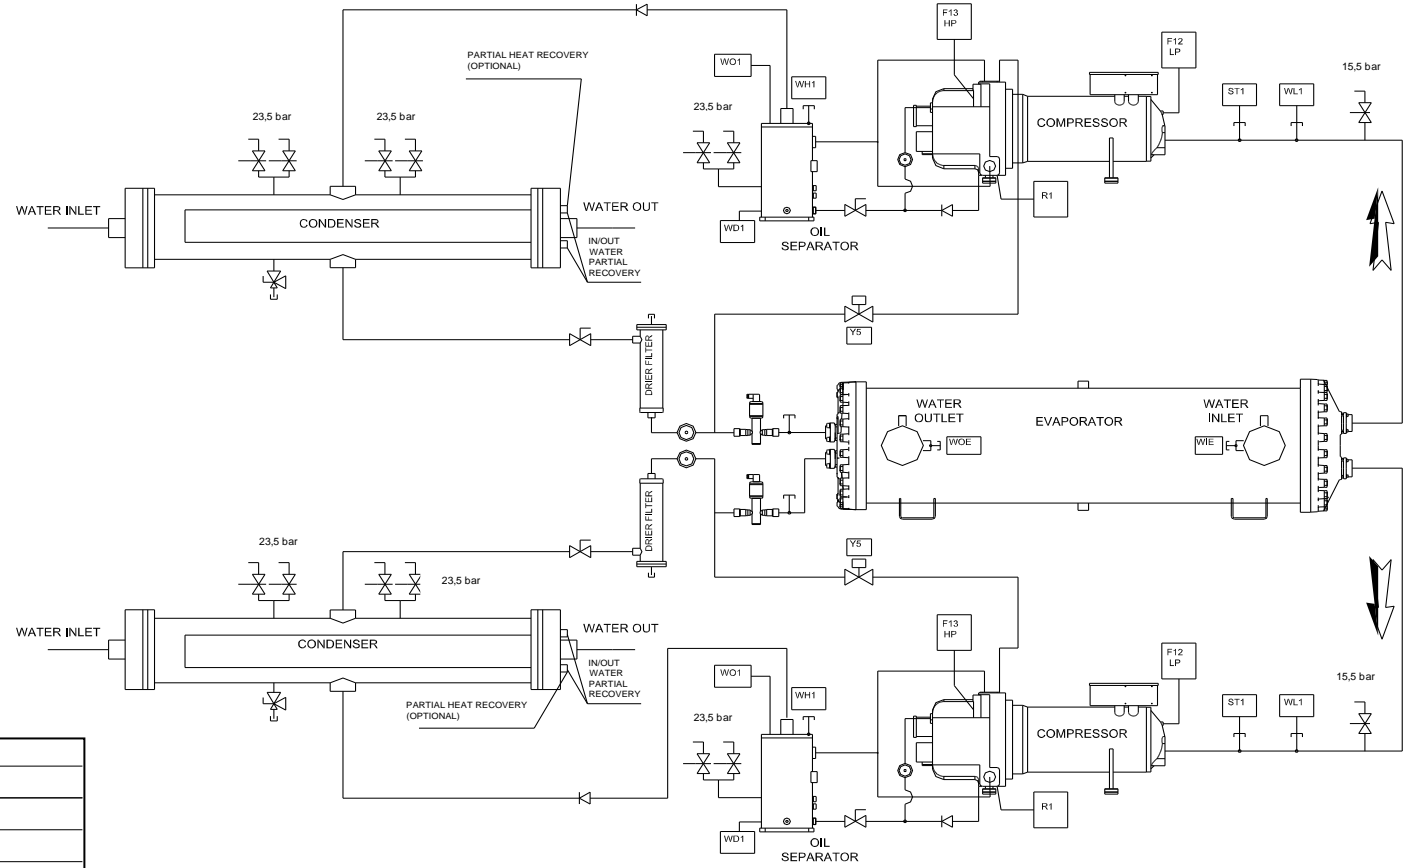 F13
HP
F12
LP
PARTIAL HEAT RECOVERY
(OPTIONAL)
WO1
WH1
15,5 bar
ST1
WL1
23,5 bar
23,5 bar
23,5 bar
COMPRESSOR
WATER INLET
CONDENSER
WATER OUT
R1
WD1
OIL
SEPARATOR
IN/OUT
WATER
PARTIAL
RECOVERY
Y5
DRIER FILTER
WATER
OUTLET
EVAPORATOR
WATER
INLET
WOE
WIE
DRIER FILTER
Y5
23,5 bar
23,5 bar
F13
HP
F12
LP
WATER INLET
CONDENSER
WATER OUT
IN/OUT
WATER
PARTIAL
RECOVERY
PARTIAL HEAT RECOVERY
(OPTIONAL)
WO1
WH1
15,5 bar
ST1
WL1
23,5 bar
COMPRESSOR
R1
WD1
OIL
SEPARATOR